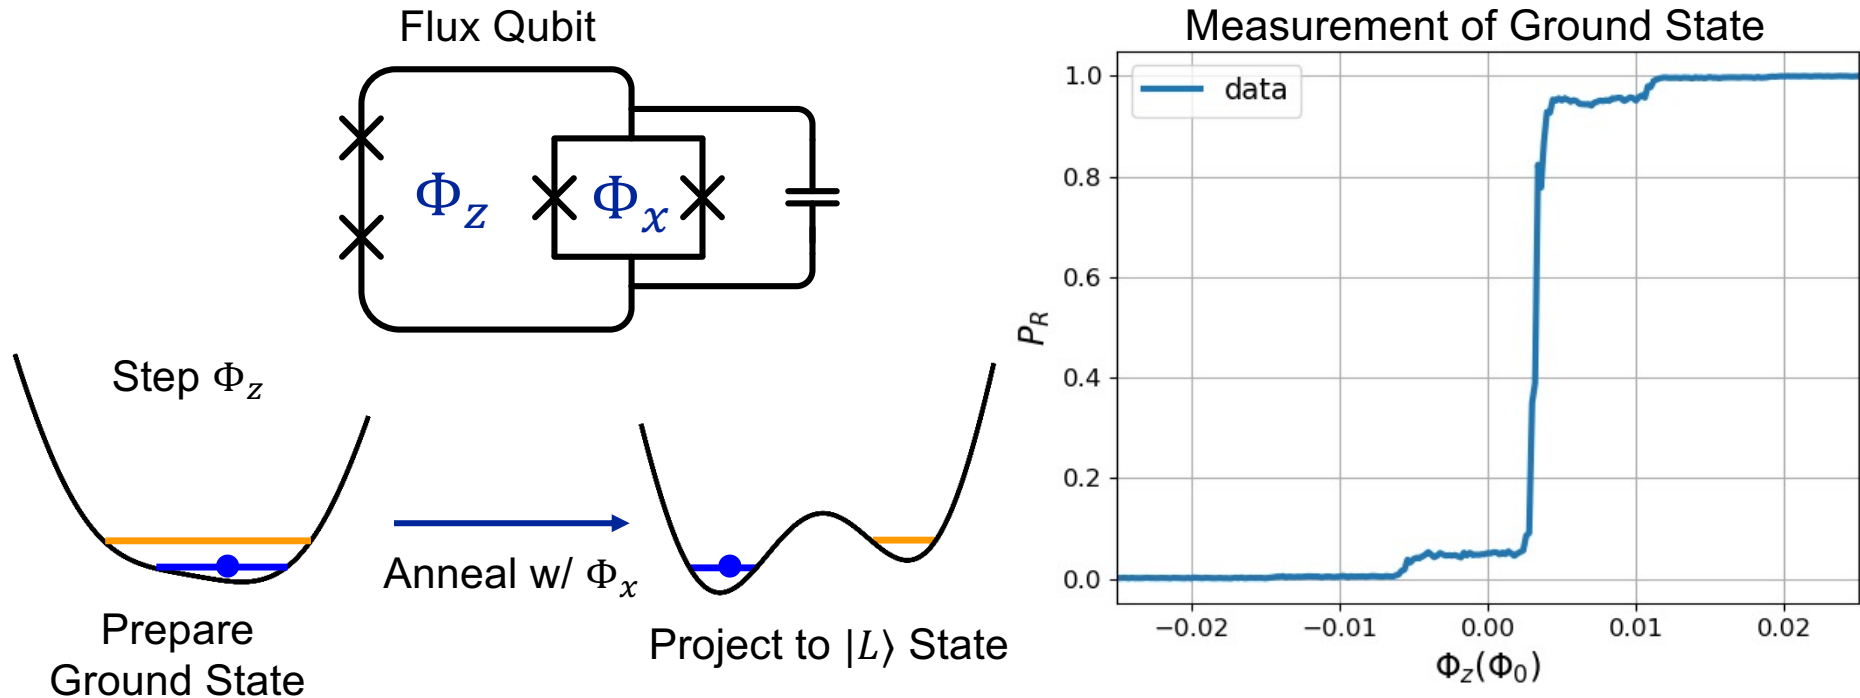 Flux Qubit
Φz
Φx
Step Φz
Anneal w/ Φx
Prepare
Ground State
Project to |L⟩ State
Measurement of Ground State
data
1.0
0.8
0.6
0.4
0.2
0.0
PR
−0.02
−0.01
0.00
0.01
0.02
Φz(Φ0)